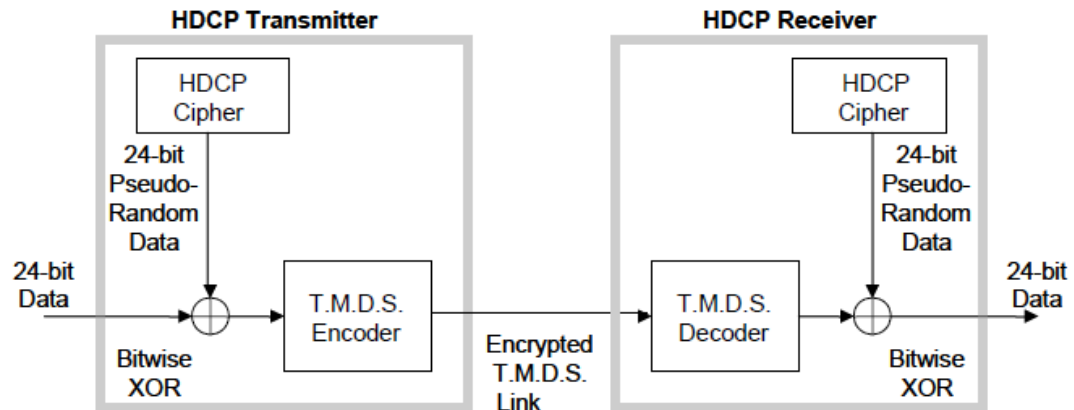 HDCP Transmitter
HDCP Receiver
HDCP
Cipher
HDCP
Cipher
24-bit
Pseudo-
Random
Data
24-bit
Pseudo-
Random
Data
24-bit
Data
T.M.D.S.
Encoder
T.M.D.S.
Decoder
24-bit
Data
Bitwise
XOR
Encrypted
T.M.D.S.
Link
Bitwise
XOR